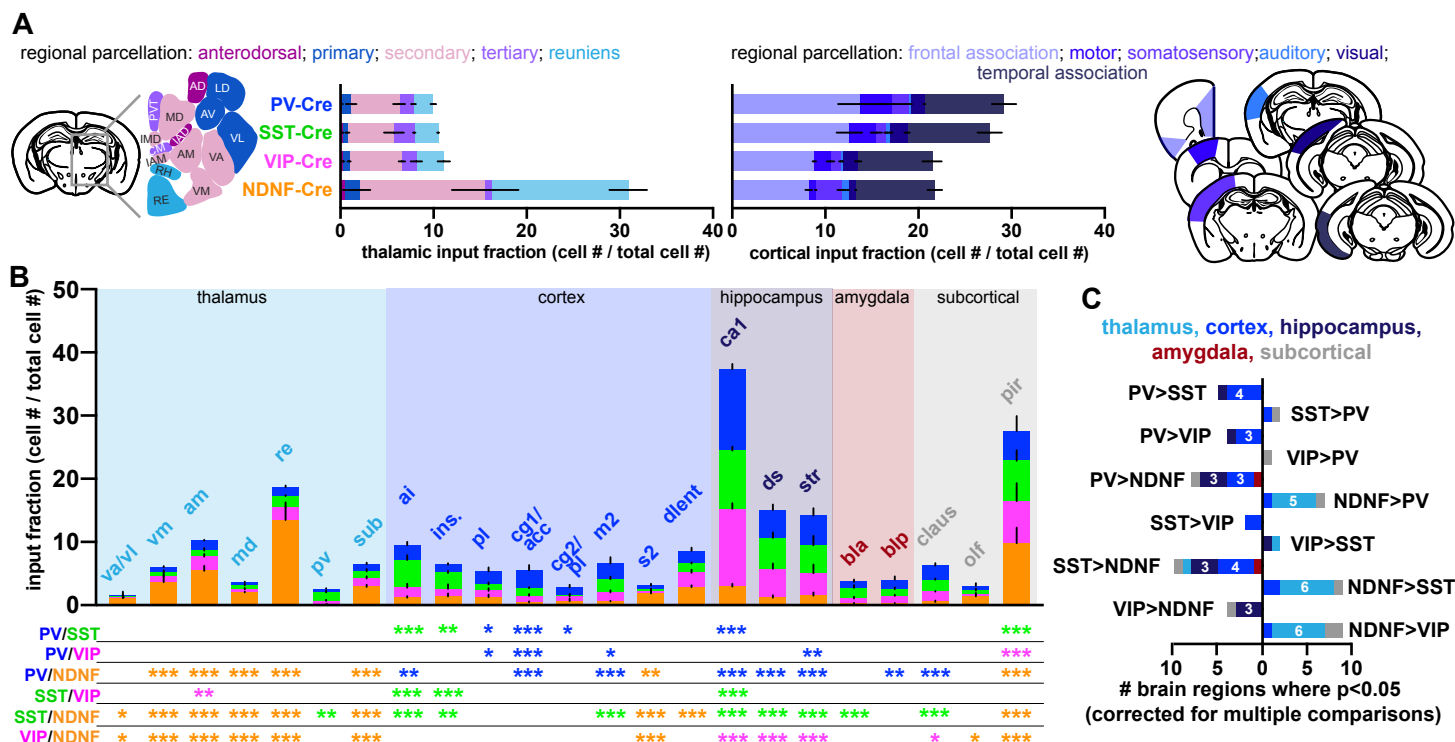 A
regional parcellation: anterodorsal; primary; secondary; tertiary; reuniens
regional parcellation: frontal association; motor; somatosensory;auditory; visual;
temporal association
AD
LD
PVT
MD
AV
IMD
MAD
VL
CM
IAM
AM
VA
RH
VM
RE
PV-Cre
SST-Cre
VIP-Cre
NDNF-Cre
0 10 20 30 40
thalamic input fraction (cell # / total cell #)
0 10 20 30 40
cortical input fraction (cell # / total cell #)
B
input fraction (cell # / total cell #)
50
40
30
20
10
0
thalamus cortex hippocampus amygdala subcortical
va/vl
vm
am
md
re
pv
sub
ai
ins.
pl
cg1/
acc
cg2/
pl
m2
s2
dlent
ca1
ds
str
bla
blp
claus
olf
pir
PV/SST *** ** * *** * *** ***
PV/VIP * *** * ** ***
PV/NDNF *** *** *** *** *** ** *** *** ** *** *** *** ** *** ***
SST/VIP ** *** *** ***
SST/NDNF * *** *** *** *** ** *** *** ** *** *** *** *** *** *** *** *** ***
VIP/NDNF * *** *** *** *** *** *** *** *** *** * * ***
C
thalamus, cortex, hippocampus,
amygdala, subcortical
PV>SST 4
SST>PV
PV>VIP 3
VIP>PV
PV>NDNF 3 3
5 NDNF>PV
SST>VIP
VIP>SST
SST>NDNF 3 4
6 NDNF>SST
VIP>NDNF 3
6 NDNF>VIP
10 5 0 5 10
# brain regions where p<0.05
(corrected for multiple comparisons)